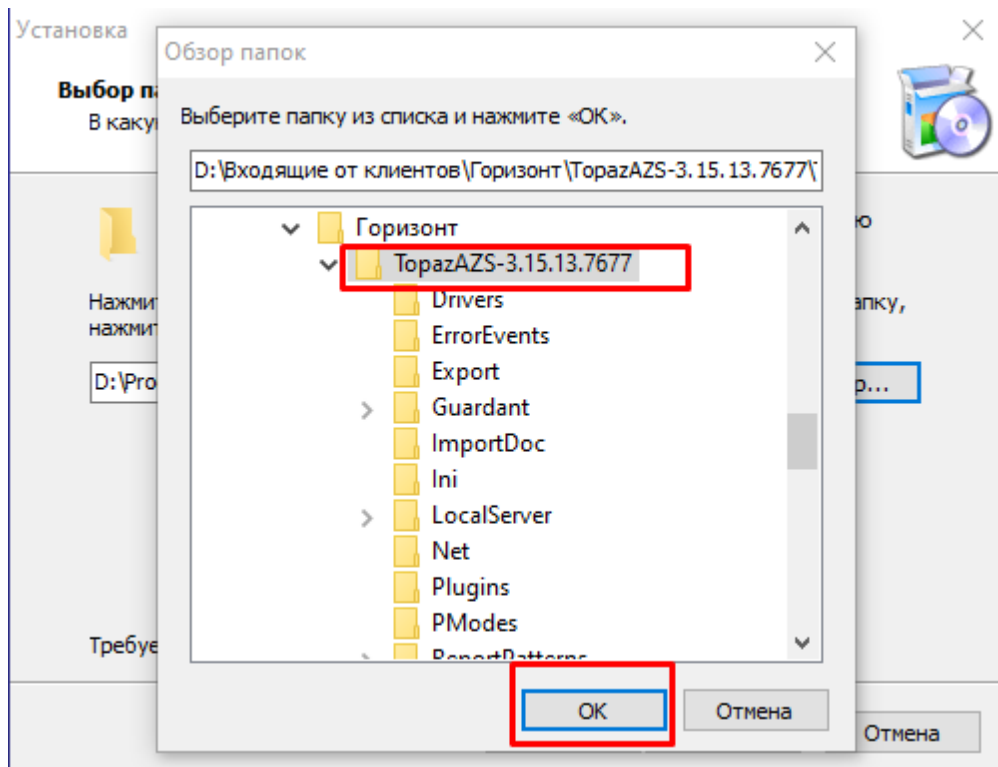 Установка
Обзор папок
Выбор па
В каку
Выберите папку из списка и нажмите «ОК».
D:\Входящие от клиентов\Горизонт\TopazAZS-3.15.13.7677\
Горизонт
ю
TopazAZS-3.15.13.7677
Drivers
Нажми
апку,
ErrorEvents
нажми
Export
D:\Pro
р...
Guardant
ImportDoc
Ini
LocalServer
Net
Plugins
PModes
Требуе
ReportPatterns
ОК
Отмена
Отмена